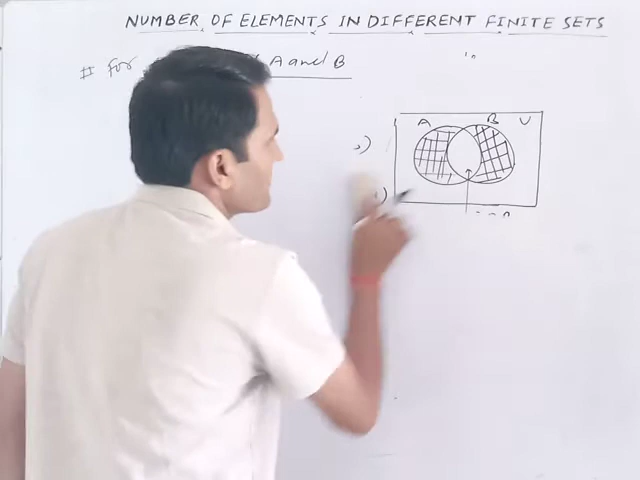 NUMBER OF ELEMENTS IN DIFFERENT FINITE SETS
# For A and B
A B U